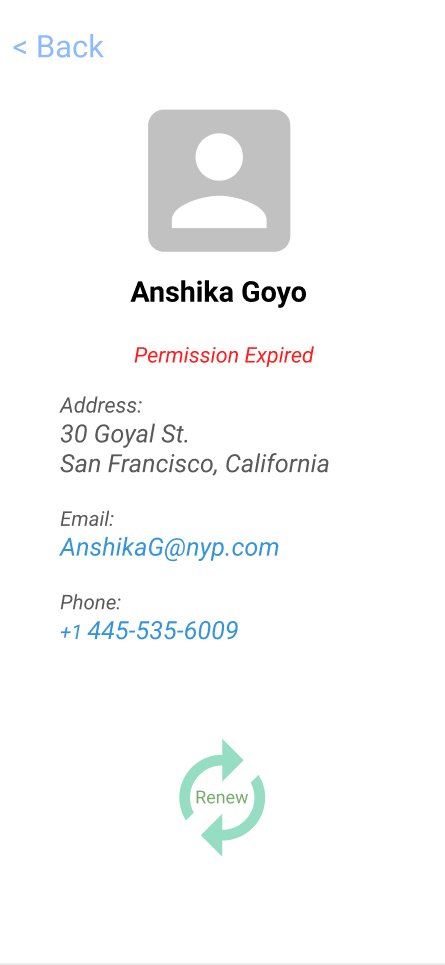 < Back
Anshika Goyo
Permission Expired
Address:
30 Goyal St.
San Francisco, California
Email:
AnshikaG@nyp.com
Phone:
+1 445-535-6009
Renew